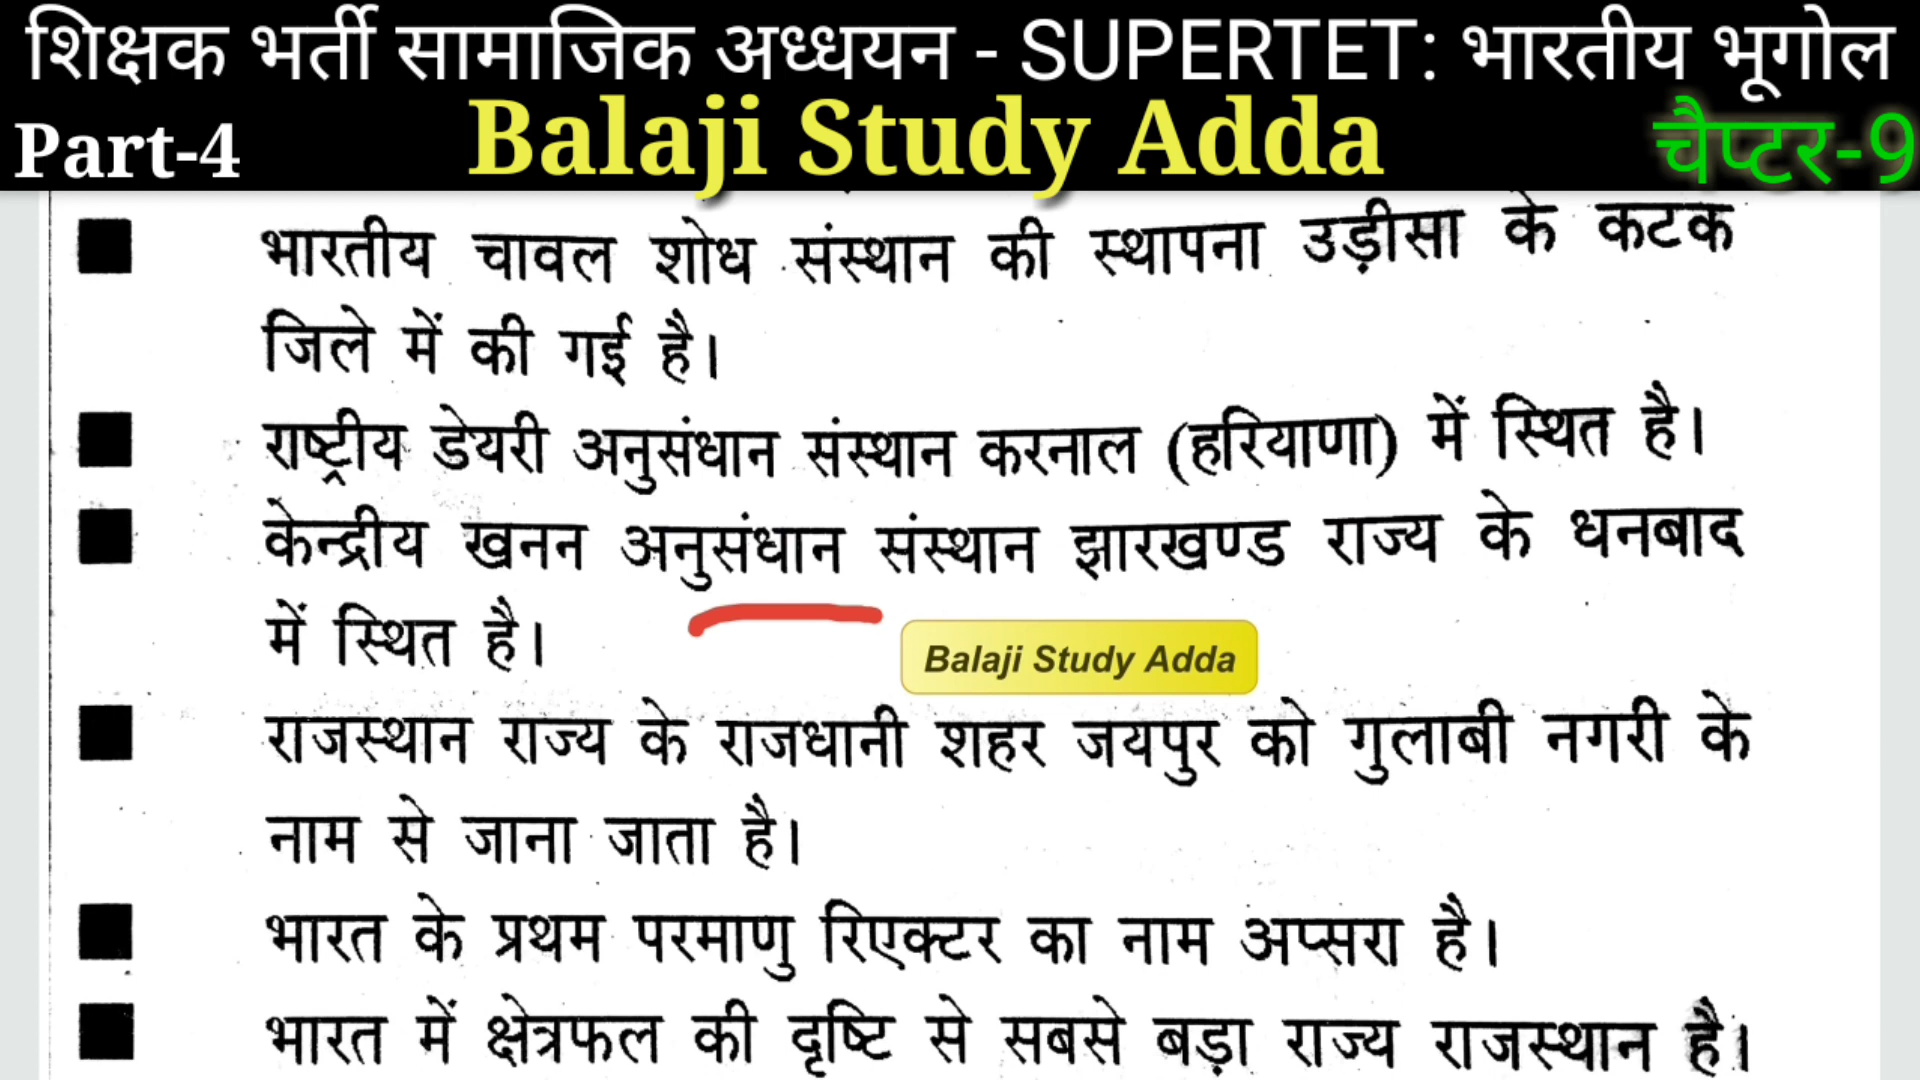 शिक्षक भर्ती सामाजिक अध्धयन - SUPERTET: भारतीय भूगोल
Part-4 Balaji Study Adda चैप्टर-9
भारतीय चावल शोध संस्थान की स्थापना उड़ीसा के कटक
जिले में की गई है।
राष्ट्रीय डेयरी अनुसंधान संस्थान करनाल (हरियाणा) में स्थित है।
केन्द्रीय खनन अनुसंधान संस्थान झारखण्ड राज्य के धनबाद
में स्थित है।
Balaji Study Adda
राजस्थान राज्य के राजधानी शहर जयपुर को गुलाबी नगरी के
नाम से जाना जाता है।
भारत के प्रथम परमाणु रिएक्टर का नाम अप्सरा है।
भारत में क्षेत्रफल की दृष्टि से सबसे बड़ा राज्य राजस्थान है।